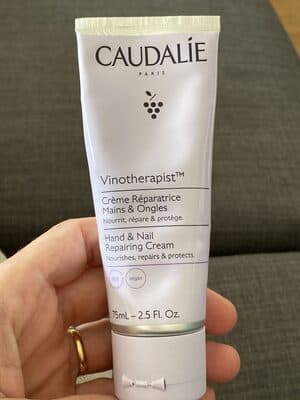 CAUDALÍE
PARIS
Vinotherapist™
Crème Réparatrice
Mains & Ongles
Nourrit, répare & protège.
Hand & Nail
Repairing Cream
Nourishes, repairs & protects.
vegan
75mL – 2.5 Fl. Oz.